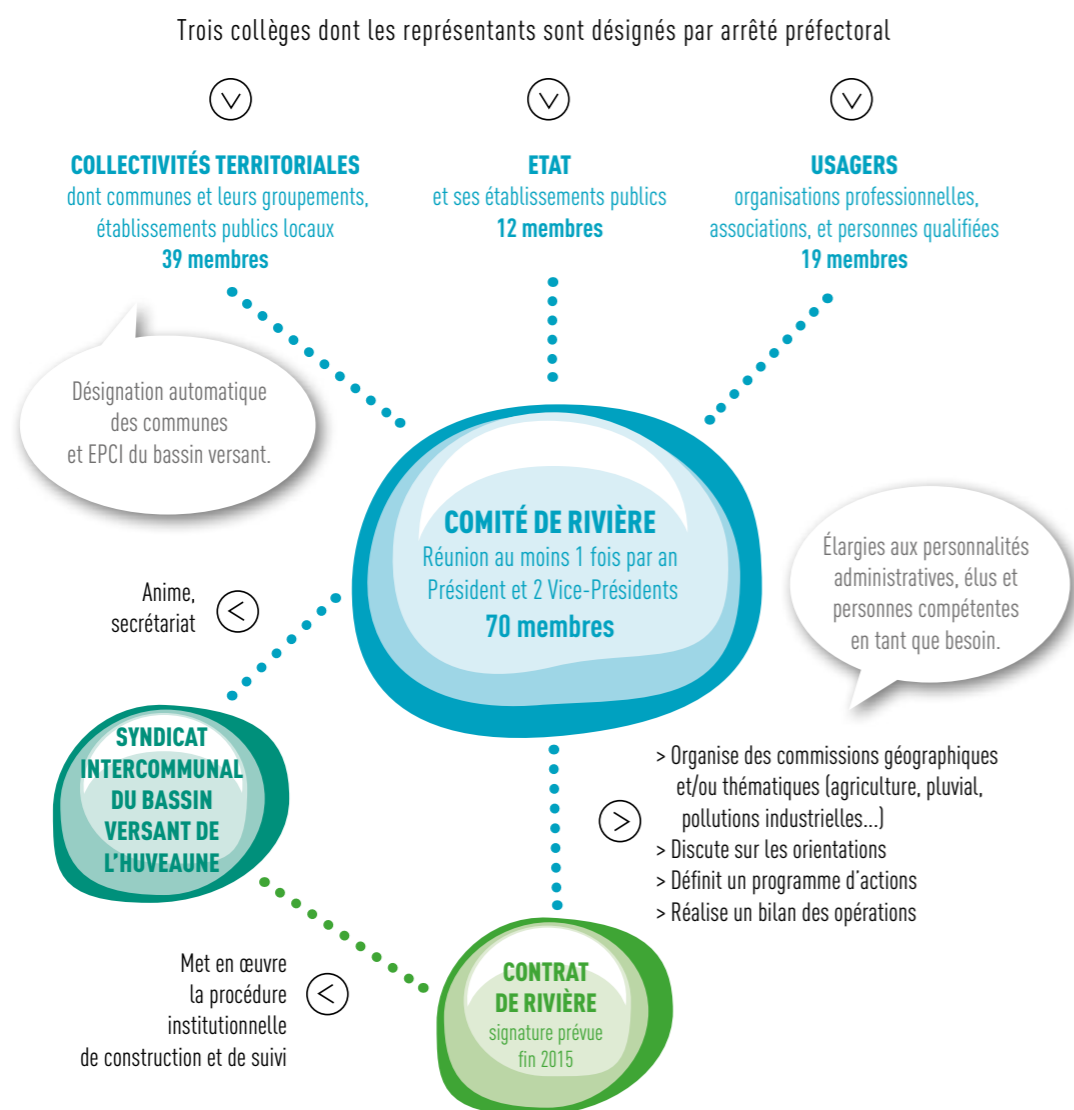 Trois collèges dont les représentants sont désignés par arrêté préfectoral
COLLECTIVITÉS TERRITORIALES
dont communes et leurs groupements,
établissements publics locaux
39 membres
ETAT
et ses établissements publics
12 membres
USAGERS
organisations professionnelles,
associations, et personnes qualifiées
19 membres
Désignation automatique
des communes
et EPCI du bassin versant.
COMITÉ DE RIVIÈRE
Réunion au moins 1 fois par an
Président et 2 Vice-Présidents
70 membres
Élargies aux personnalités
administratives, élus et
personnes compétentes
en tant que besoin.
Anime,
secrétariat
SYNDICAT
INTERCOMMUNAL
DU BASSIN
VERSANT DE
L'HUVEAUNE
> Organise des commissions géographiques
et/ou thématiques (agriculture, pluvial,
pollutions industrielles...)
> Discute sur les orientations
> Définit un programme d'actions
> Réalise un bilan des opérations
Met en œuvre
la procédure
institutionnelle
de construction et de suivi
CONTRAT
DE RIVIÈRE
signature prévue
fin 2015